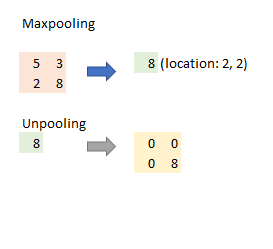 Maxpooling
5 3 8 (location: 2, 2)
2 8
Unpooling
8 0 0
0 8